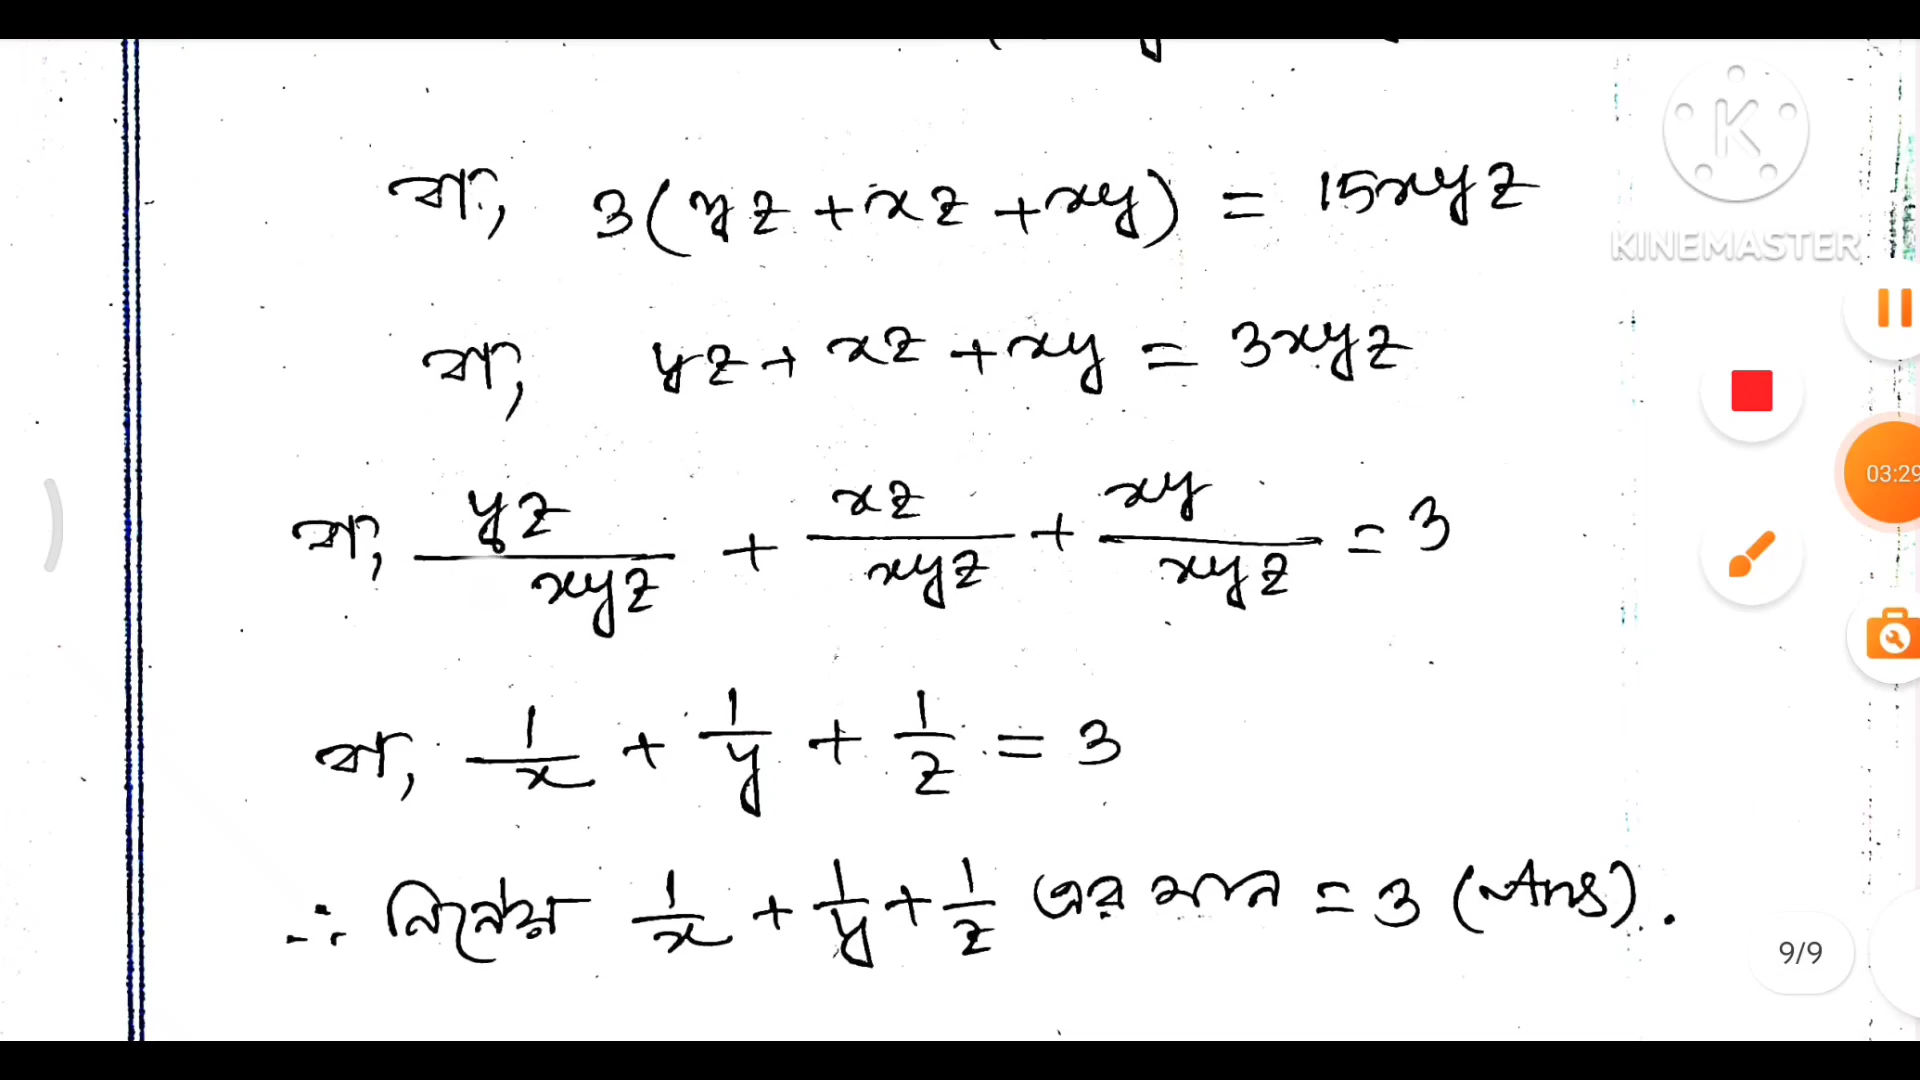 বা, 3(yz + xz + xy) = 15xyz
KINEMASTER
বা, yz + xz + xy = 3xyz
বা, yz/xyz + xz/xyz + xy/xyz = 3
03:29
বা, 1/x + 1/y + 1/z = 3
∴ নির্নেয় 1/x + 1/y + 1/z এর মান = 3 (Ans).
9/9